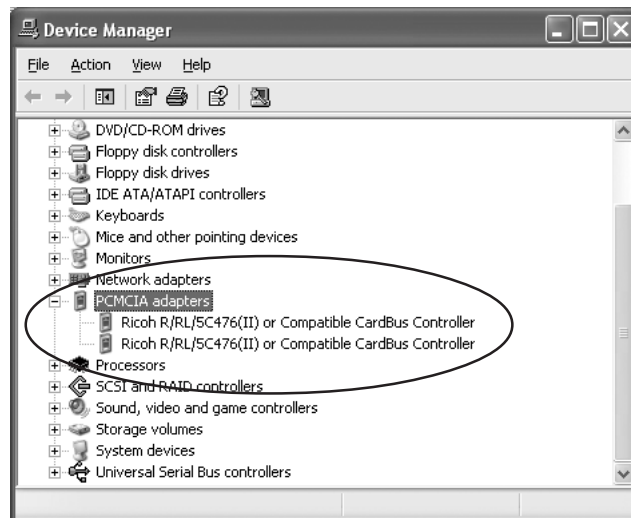 Device Manager
File Action View Help
DVD/CD-ROM drives
Floppy disk controllers
Floppy disk drives
IDE ATA/ATAPI controllers
Keyboards
Mice and other pointing devices
Monitors
Network adapters
PCMCIA adapters
Ricoh R/RL/5C476(II) or Compatible CardBus Controller
Ricoh R/RL/5C476(II) or Compatible CardBus Controller
Processors
SCSI and RAID controllers
Sound, video and game controllers
Storage volumes
System devices
Universal Serial Bus controllers